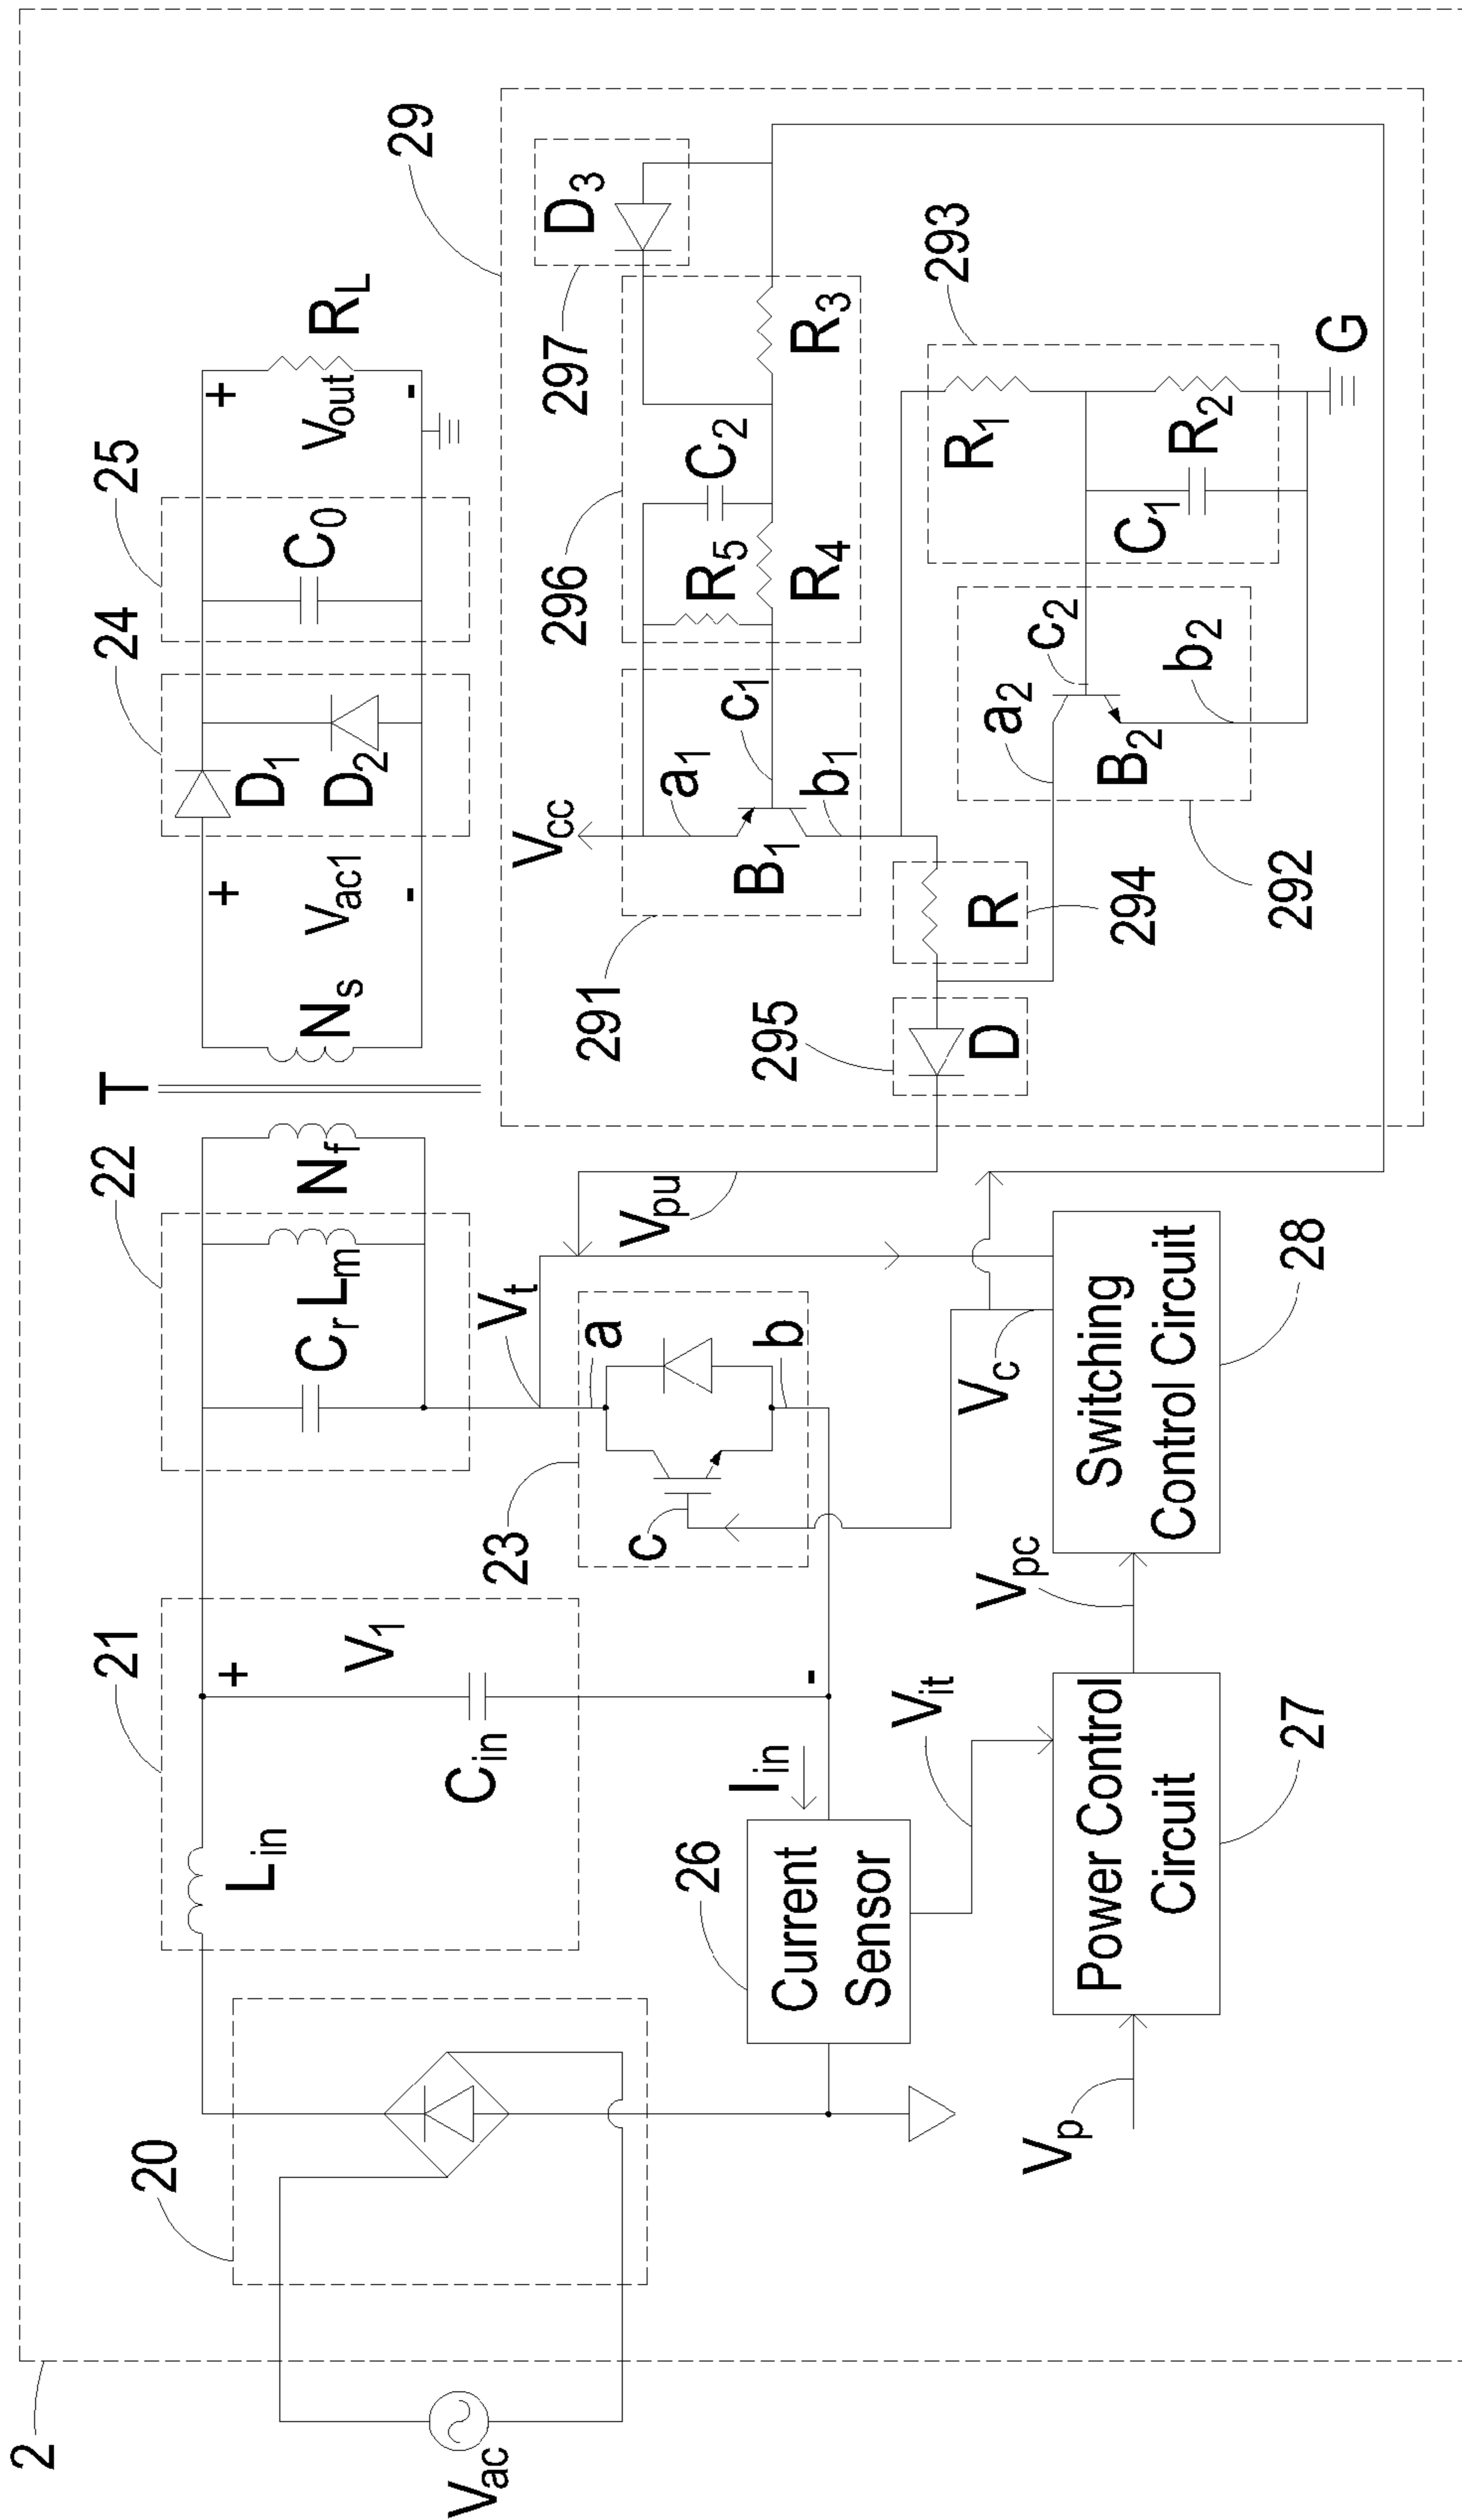 2
20
21
22
T
24
25
29
Vac
Lin
+
V1
-
Cin
Cr
Lm
Nf
Ns
+
Vac1
-
D1
D2
C0
+
Vout
-
RL
23
a
b
c
Vt
Vpu
Vc
26
Current
Sensor
Iin
Vit
Vp
Power Control
Circuit
27
Vpc
Switching
Control Circuit
28
291
Vcc
a1
c1
b1
B1
296
R5
C2
R4
R3
297
D3
295
D
R
294
292
a2
c2
b2
B2
293
R1
C1
R2
G